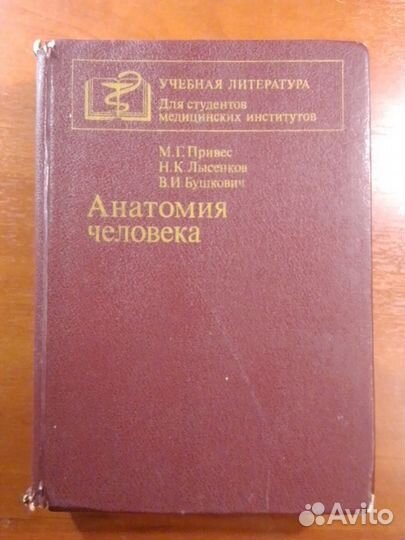 УЧЕБНАЯ ЛИТЕРАТУРА
Для студентов
медицинских институтов
М.Г.Привес
Н.К.Лысенков
В.И.Бушкович
Анатомия
человека
Avito